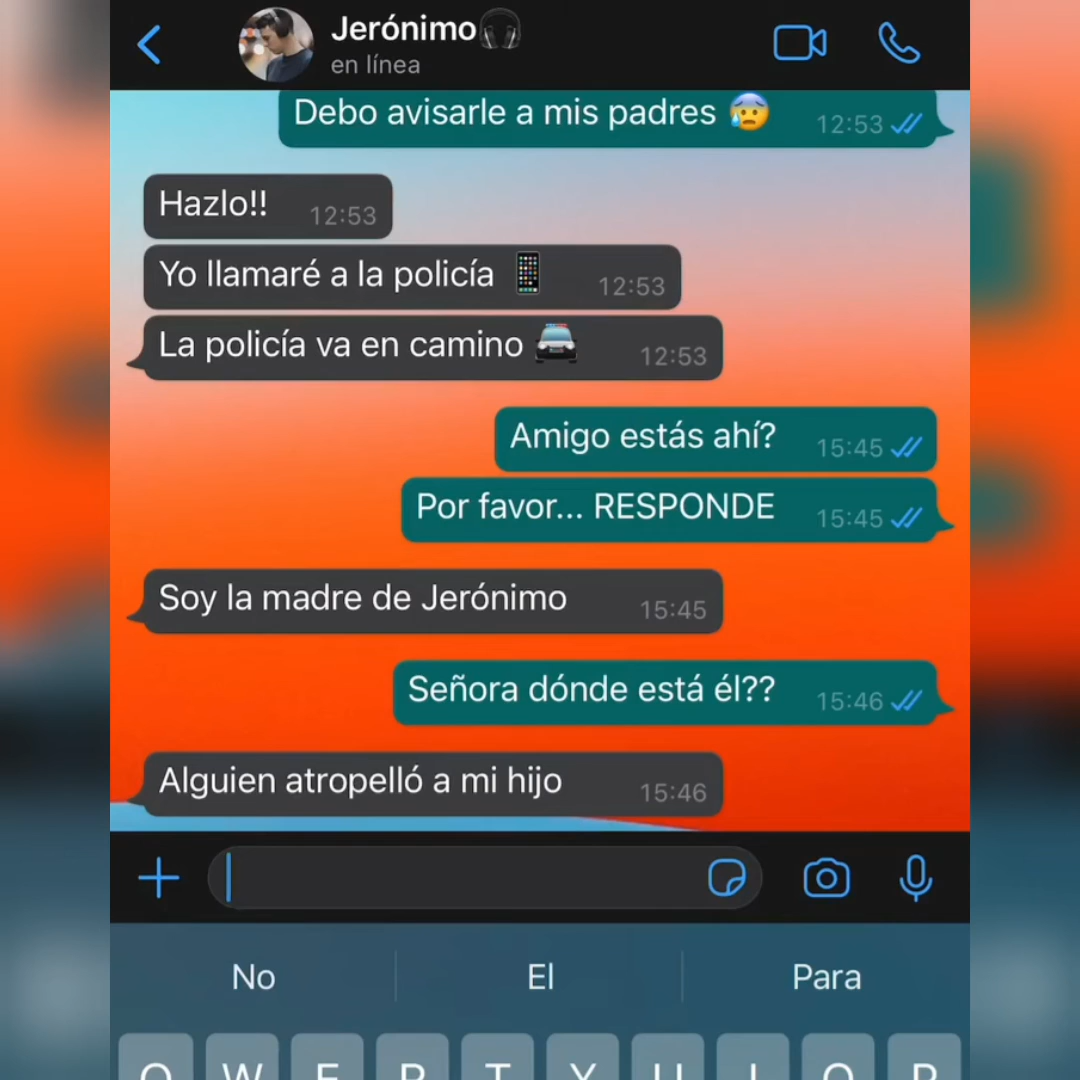 Jerónimo🎧
en línea
Debo avisarle a mis padres 😰 12:53
Hazlo!! 12:53
Yo llamaré a la policía 📱 12:53
La policía va en camino 🚔 12:53
Amigo estás ahí? 15:45
Por favor... RESPONDE 15:45
Soy la madre de Jerónimo 15:45
Señora dónde está él?? 15:46
Alguien atropelló a mi hijo 15:46
No El Para
Q W E R T Y U I O P